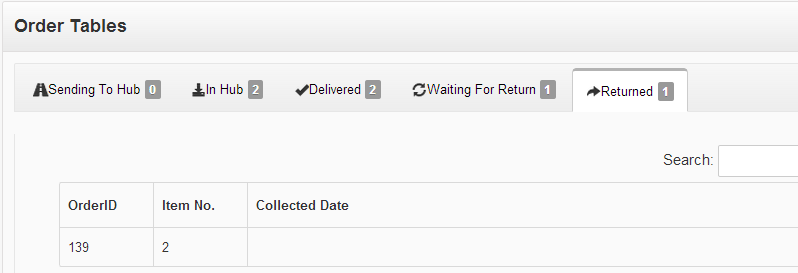 Order Tables
Sending To Hub 0 In Hub 2 Delivered 2 Waiting For Return 1 Returned 1
Search:
OrderID Item No. Collected Date
139 2